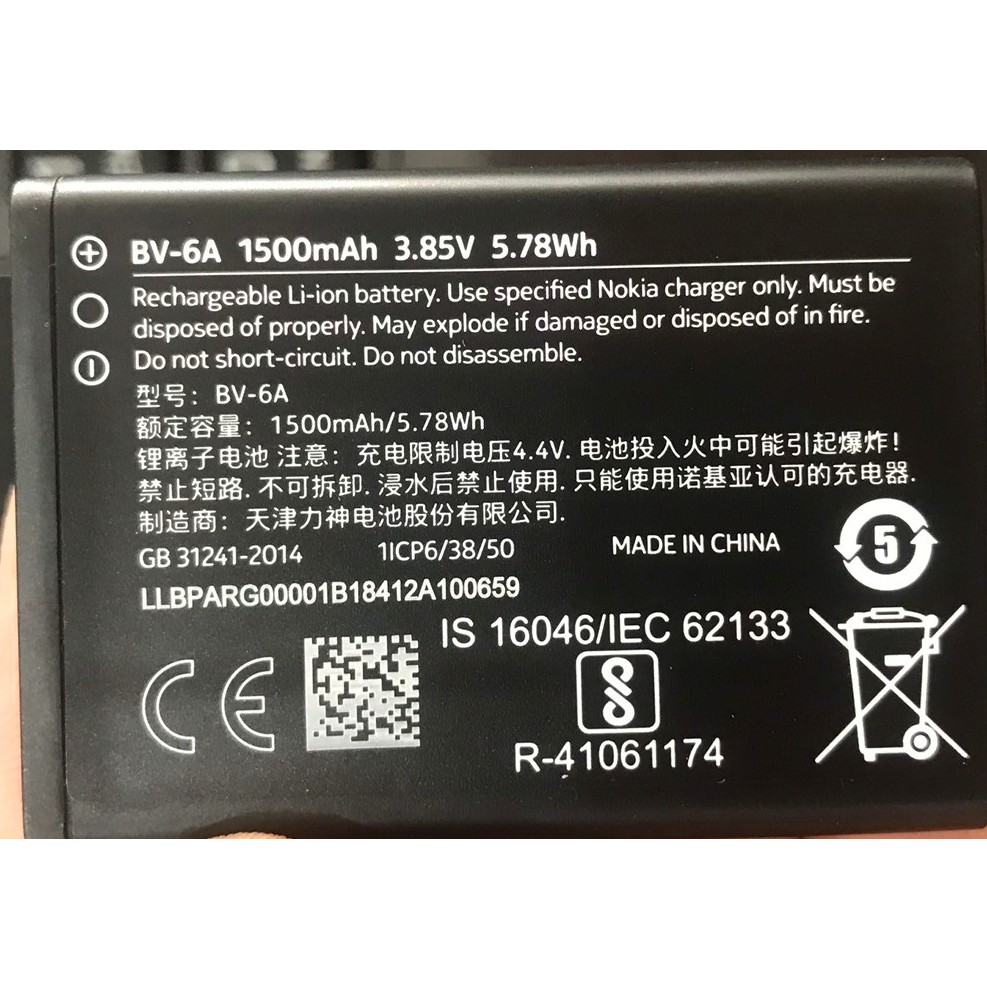 BV-6A 1500mAh 3.85V 5.78Wh
Rechargeable Li-ion battery. Use specified Nokia charger only. Must be
disposed of properly. May explode if damaged or disposed of in fire.
Do not short-circuit. Do not disassemble.
型号：BV-6A
额定容量：1500mAh/5.78Wh
锂离子电池 注意：充电限制电压4.4V. 电池投入火中可能引起爆炸！
禁止短路. 不可拆卸. 浸水后禁止使用. 只能使用诺基亚认可的充电器.
制造商：天津力神电池股份有限公司.
GB 31241-2014 1ICP6/38/50 MADE IN CHINA
5
LLBPARG00001B18412A100659
IS 16046/IEC 62133
CE
R-41061174